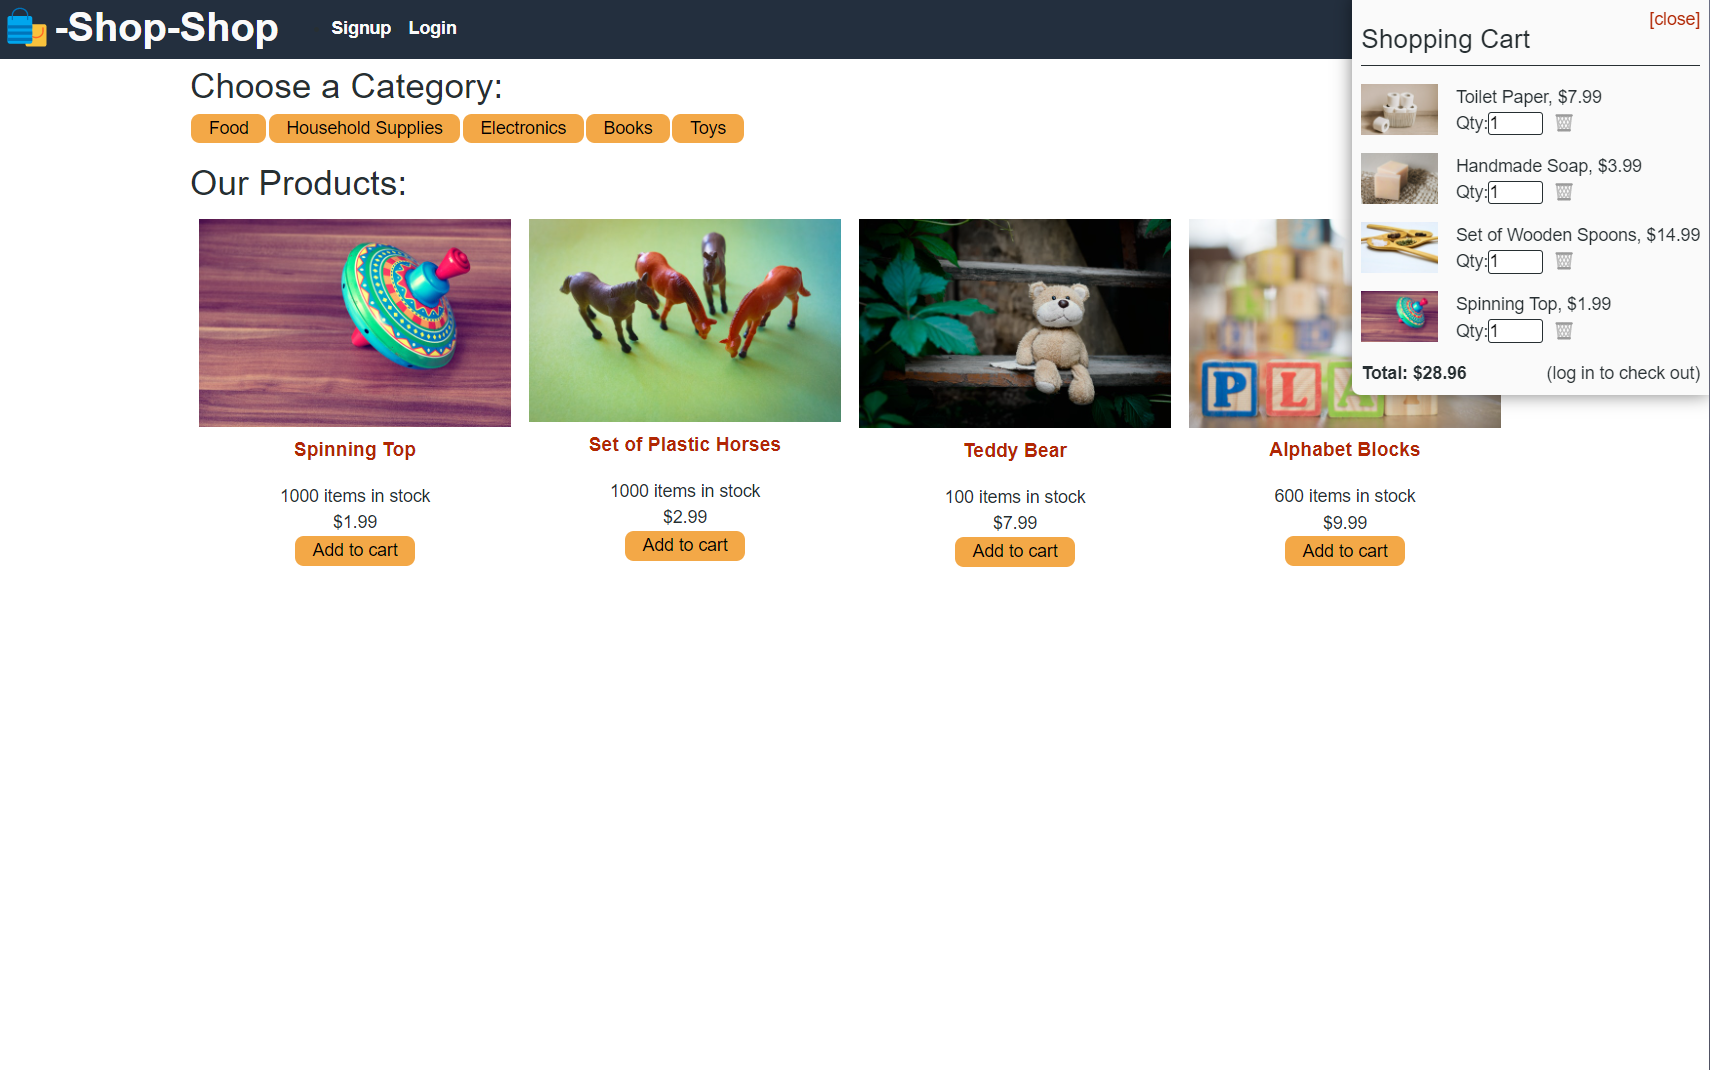 -Shop-Shop
Signup Login
Choose a Category:
Food Household Supplies Electronics Books Toys
Our Products:
Spinning Top
1000 items in stock
$1.99
Add to cart
Set of Plastic Horses
1000 items in stock
$2.99
Add to cart
Teddy Bear
100 items in stock
$7.99
Add to cart
P L A
Alphabet Blocks
600 items in stock
$9.99
Add to cart
[close]
Shopping Cart
Toilet Paper, $7.99
Qty:1
Handmade Soap, $3.99
Qty:1
Set of Wooden Spoons, $14.99
Qty:1
Spinning Top, $1.99
Qty:1
Total: $28.96 (log in to check out)